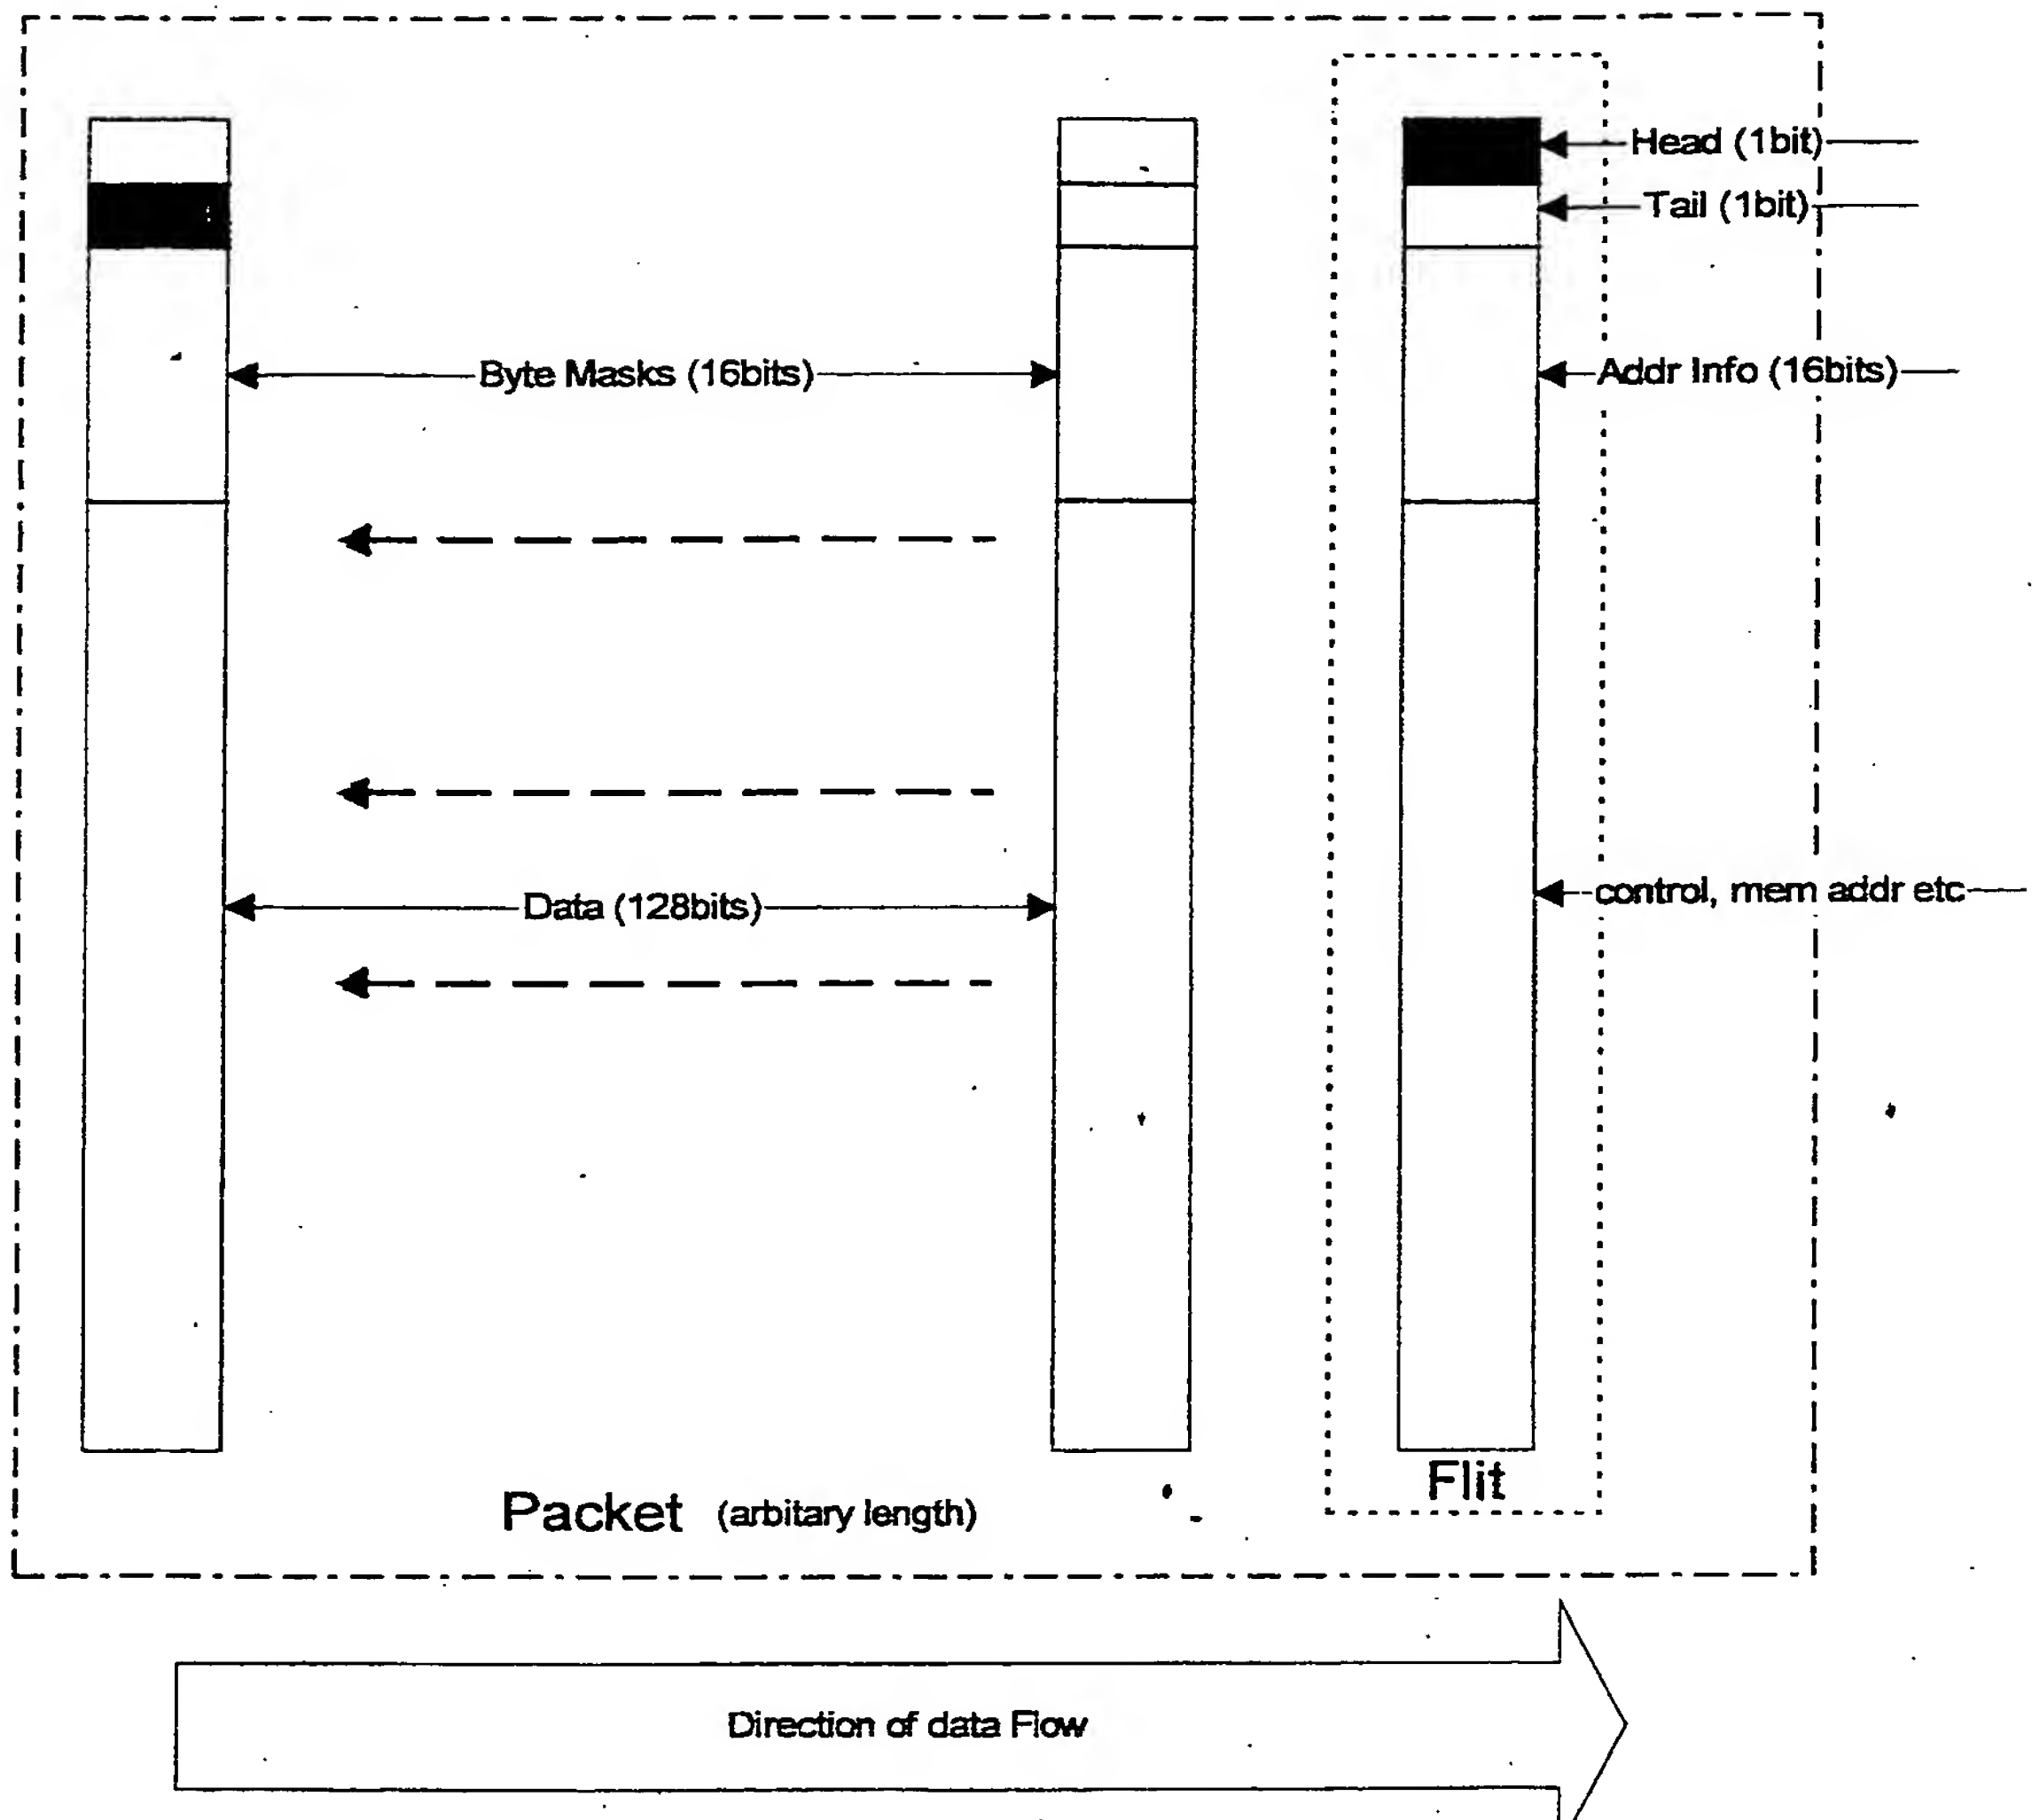 Head (1bit)
Tail (1bit)
Byte Masks (16bits)
Addr Info (16bits)
control, mem addr etc
Data (128bits)
Flit
Packet (arbitary length)
Direction of data Flow